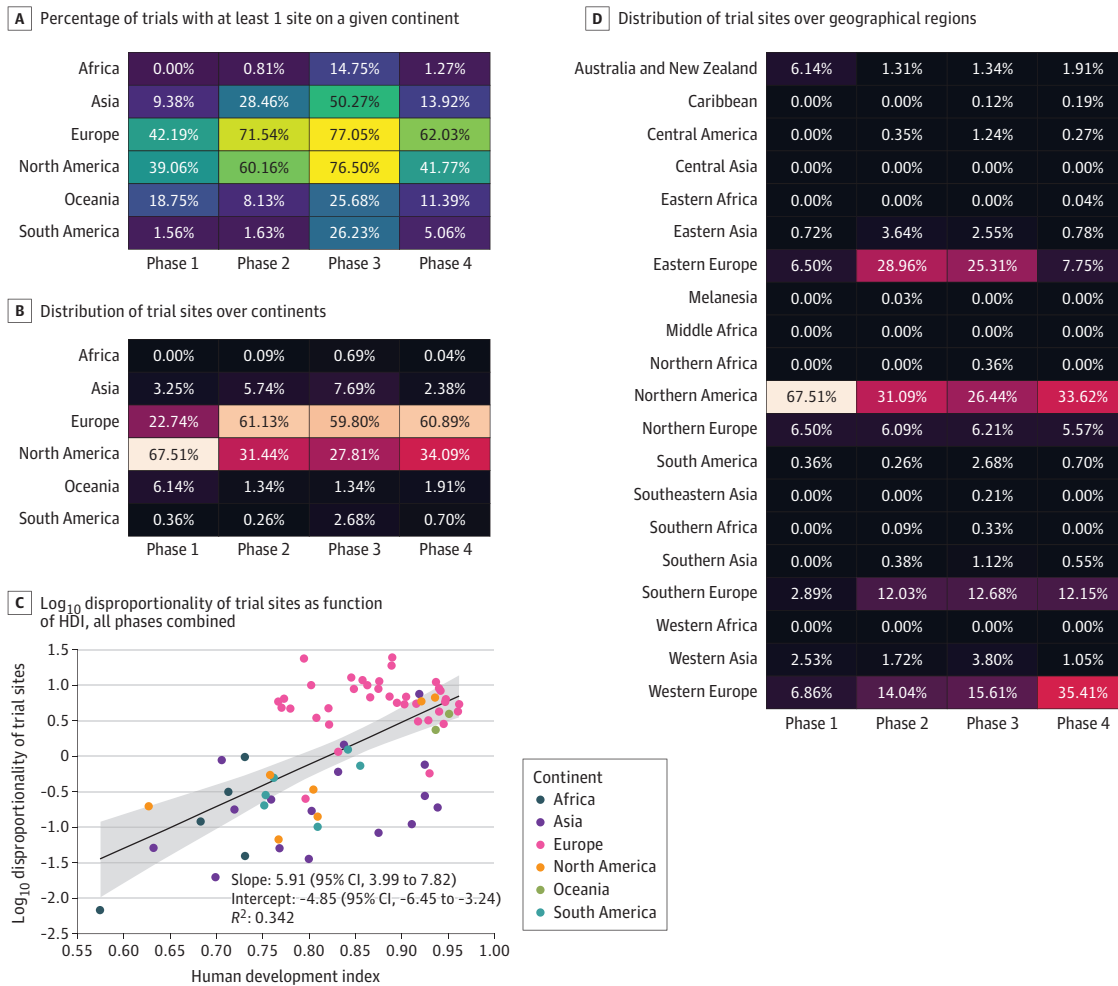 A Percentage of trials with at least 1 site on a given continent
Africa 0.00% 0.81% 14.75% 1.27%
Asia 9.38% 28.46% 50.27% 13.92%
Europe 42.19% 71.54% 77.05% 62.03%
North America 39.06% 60.16% 76.50% 41.77%
Oceania 18.75% 8.13% 25.68% 11.39%
South America 1.56% 1.63% 26.23% 5.06%
Phase 1 Phase 2 Phase 3 Phase 4
B Distribution of trial sites over continents
Africa 0.00% 0.09% 0.69% 0.04%
Asia 3.25% 5.74% 7.69% 2.38%
Europe 22.74% 61.13% 59.80% 60.89%
North America 67.51% 31.44% 27.81% 34.09%
Oceania 6.14% 1.34% 1.34% 1.91%
South America 0.36% 0.26% 2.68% 0.70%
Phase 1 Phase 2 Phase 3 Phase 4
C Log10 disproportionality of trial sites as function
of HDI, all phases combined
Log10 disproportionality of trial sites
1.5
1.0
0.5
0
-0.5
-1.0
-1.5
-2.0
-2.5
Slope: 5.91 (95% CI, 3.99 to 7.82)
Intercept: -4.85 (95% CI, -6.45 to -3.24)
R2: 0.342
0.55 0.60 0.65 0.70 0.75 0.80 0.85 0.90 0.95 1.00
Human development index
Continent
Africa
Asia
Europe
North America
Oceania
South America
D Distribution of trial sites over geographical regions
Australia and New Zealand 6.14% 1.31% 1.34% 1.91%
Caribbean 0.00% 0.00% 0.12% 0.19%
Central America 0.00% 0.35% 1.24% 0.27%
Central Asia 0.00% 0.00% 0.00% 0.00%
Eastern Africa 0.00% 0.00% 0.00% 0.04%
Eastern Asia 0.72% 3.64% 2.55% 0.78%
Eastern Europe 6.50% 28.96% 25.31% 7.75%
Melanesia 0.00% 0.03% 0.00% 0.00%
Middle Africa 0.00% 0.00% 0.00% 0.00%
Northern Africa 0.00% 0.00% 0.36% 0.00%
Northern America 67.51% 31.09% 26.44% 33.62%
Northern Europe 6.50% 6.09% 6.21% 5.57%
South America 0.36% 0.26% 2.68% 0.70%
Southeastern Asia 0.00% 0.00% 0.21% 0.00%
Southern Africa 0.00% 0.09% 0.33% 0.00%
Southern Asia 0.00% 0.38% 1.12% 0.55%
Southern Europe 2.89% 12.03% 12.68% 12.15%
Western Africa 0.00% 0.00% 0.00% 0.00%
Western Asia 2.53% 1.72% 3.80% 1.05%
Western Europe 6.86% 14.04% 15.61% 35.41%
Phase 1 Phase 2 Phase 3 Phase 4